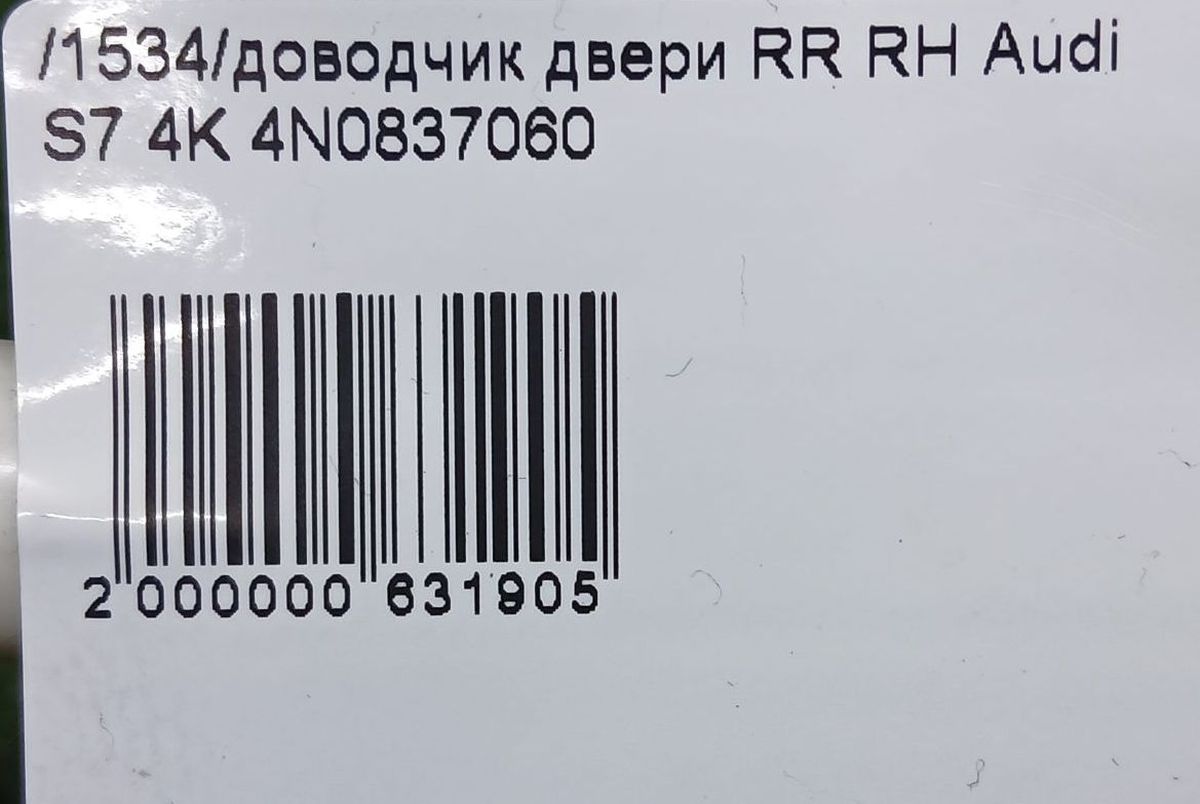 /1534/доводчик двери RR RH Audi
S7 4K 4N0837060
2 000000 631905